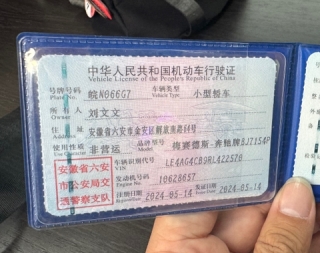 中华人民共和国机动车行驶证
Vehicle License of the People's Republic of China
号牌号码 皖N066G7 车辆类型 小型轿车
Plate No. Vehicle Type
所有人 刘文文
Owner
住址 安徽省六安市金安区解放南路64号
Address
使用性质 非营运 品牌型号 梅赛德斯-奔驰牌BJ7154P
Use Character Model
安徽省六安市公安局交通警察支队
车辆识别代号 LE4AG4CB9RL422578
VIN
发动机号码 10628657
Engine No.
注册日期 2024-05-14 发证日期 2024-05-14
Register Date Issue Date